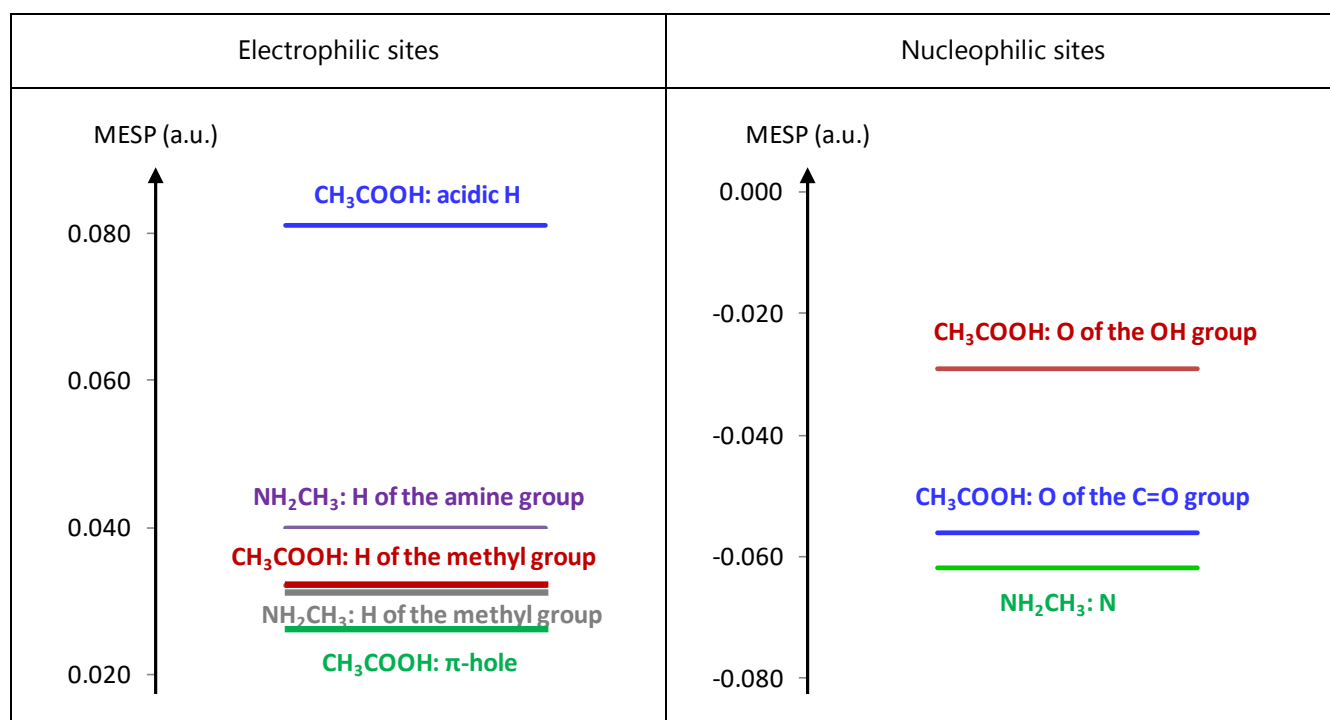 Electrophilic sites
Nucleophilic sites
MESP (a.u.)
CH₃COOH: acidic H
0.080
0.060
NH₂CH₃: H of the amine group
0.040
CH₃COOH: H of the methyl group
NH₂CH₃: H of the methyl group
CH₃COOH: π-hole
0.020
MESP (a.u.)
0.000
-0.020
CH₃COOH: O of the OH group
-0.040
CH₃COOH: O of the C=O group
-0.060
NH₂CH₃: N
-0.080